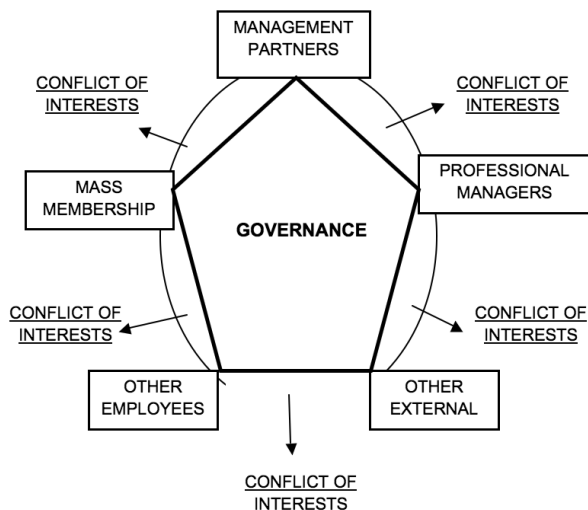 MANAGEMENT
PARTNERS
CONFLICT OF
INTERESTS
CONFLICT OF
INTERESTS
MASS
MEMBERSHIP
PROFESSIONAL
MANAGERS
GOVERNANCE
CONFLICT OF
INTERESTS
CONFLICT OF
INTERESTS
OTHER
EMPLOYEES
OTHER
EXTERNAL
CONFLICT OF
INTERESTS